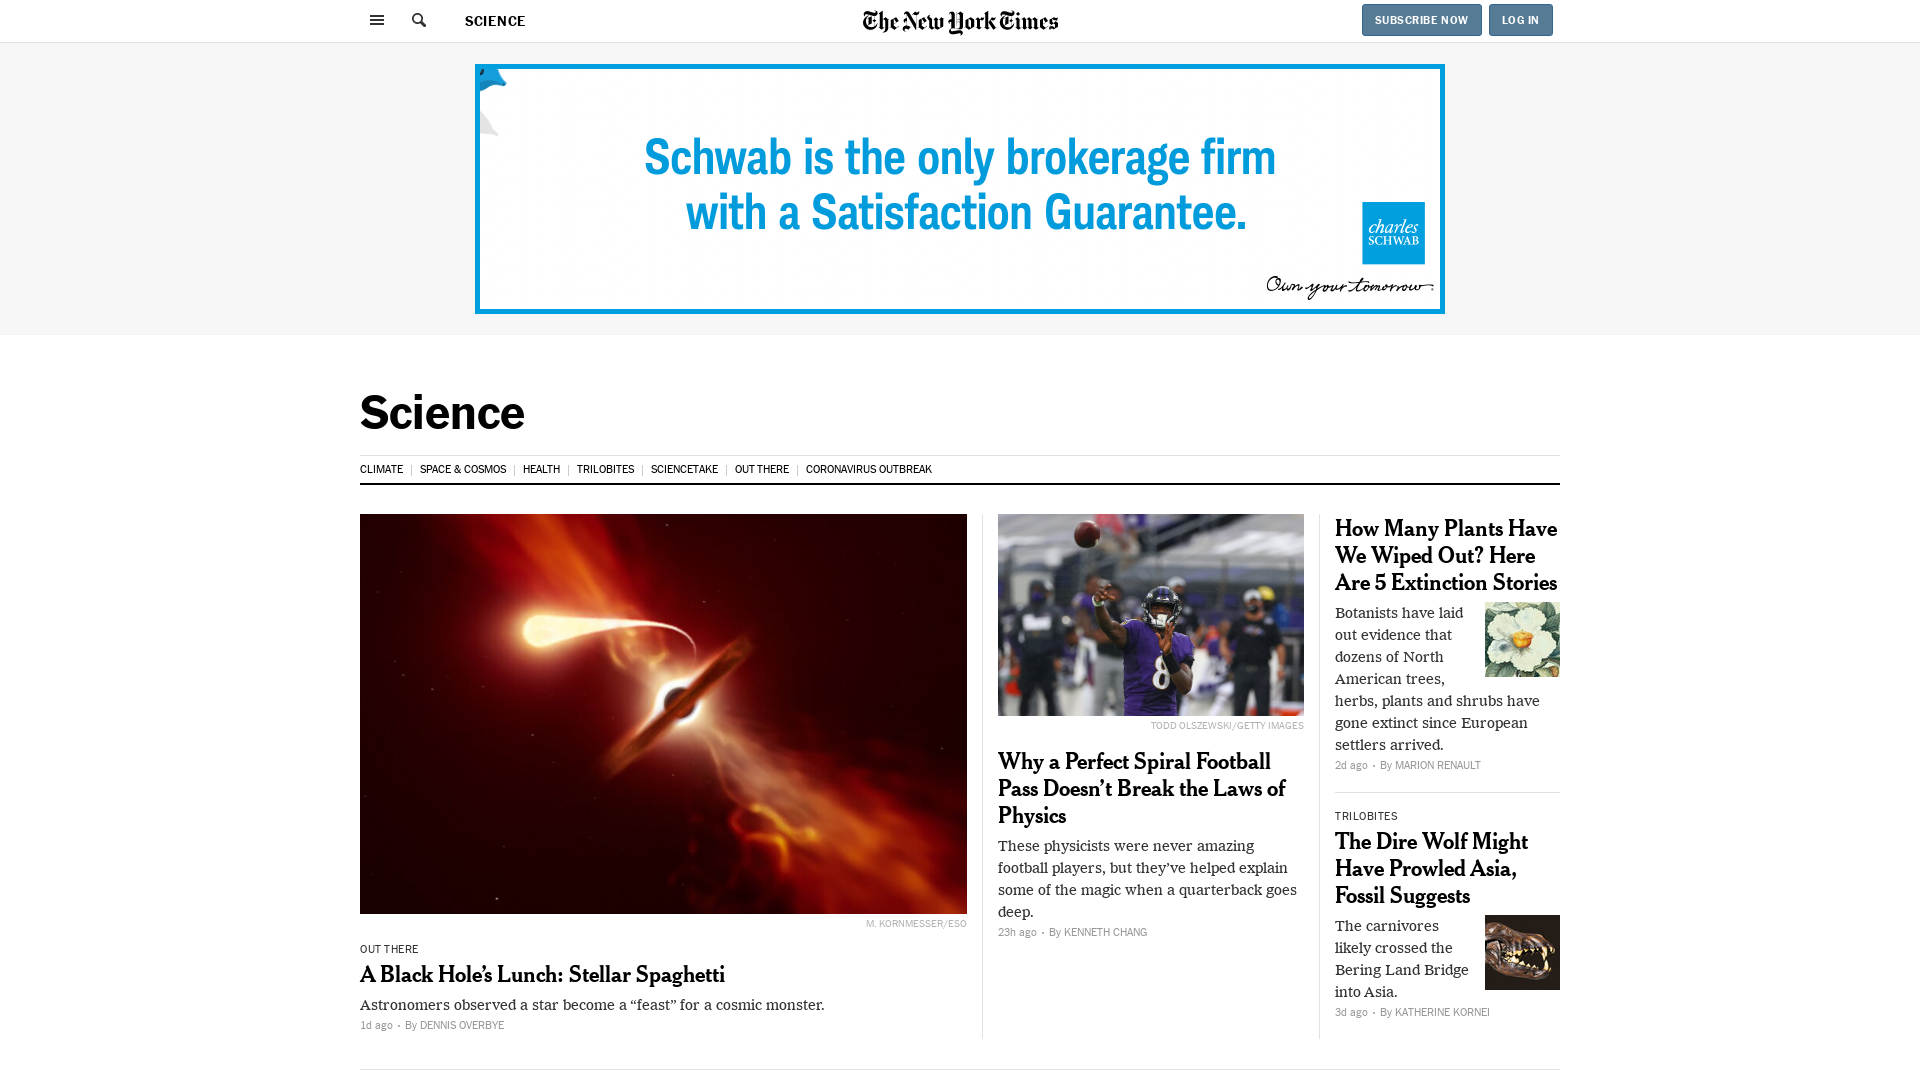 SCIENCE
The New York Times
SUBSCRIBE NOW
LOG IN
Schwab is the only brokerage firm
with a Satisfaction Guarantee.
charles
SCHWAB
Own your tomorrow.
Science
CLIMATE
SPACE & COSMOS
HEALTH
TRILOBITES
SCIENCETAKE
OUT THERE
CORONAVIRUS OUTBREAK
M. KORNMESSER/ESO
OUT THERE
A Black Hole’s Lunch: Stellar Spaghetti
Astronomers observed a star become a “feast” for a cosmic monster.
1d ago · By DENNIS OVERBYE
8
TODD OLSZEWSKI/GETTY IMAGES
Why a Perfect Spiral Football
Pass Doesn’t Break the Laws of
Physics
These physicists were never amazing
football players, but they’ve helped explain
some of the magic when a quarterback goes
deep.
23h ago · By KENNETH CHANG
How Many Plants Have
We Wiped Out? Here
Are 5 Extinction Stories
Botanists have laid
out evidence that
dozens of North
American trees,
herbs, plants and shrubs have
gone extinct since European
settlers arrived.
2d ago · By MARION RENAULT
TRILOBITES
The Dire Wolf Might
Have Prowled Asia,
Fossil Suggests
The carnivores
likely crossed the
Bering Land Bridge
into Asia.
3d ago · By KATHERINE KORNEI